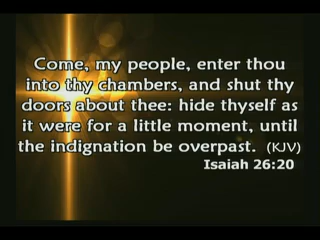 Come, my people, enter thou
into thy chambers, and shut thy
doors about thee: hide thyself as
it were for a little moment, until
the indignation be overpast. (KJV)
Isaiah 26:20